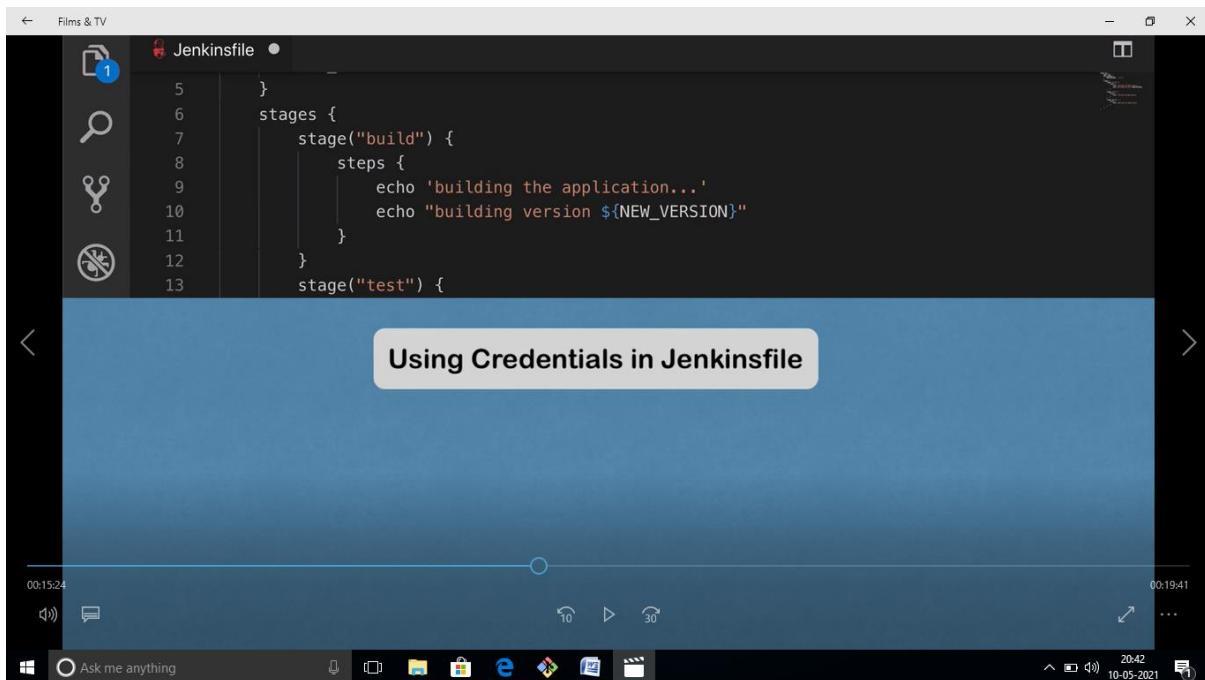 Films & TV
Jenkinsfile
1
5 }
6 stages {
7 stage("build") {
8 steps {
9 echo 'building the application...'
10 echo "building version ${NEW_VERSION}"
11 }
12 }
13 stage("test") {
Using Credentials in Jenkinsfile
00:15:24 00:19:41
10 30
Ask me anything
20:42
10-05-2021
1